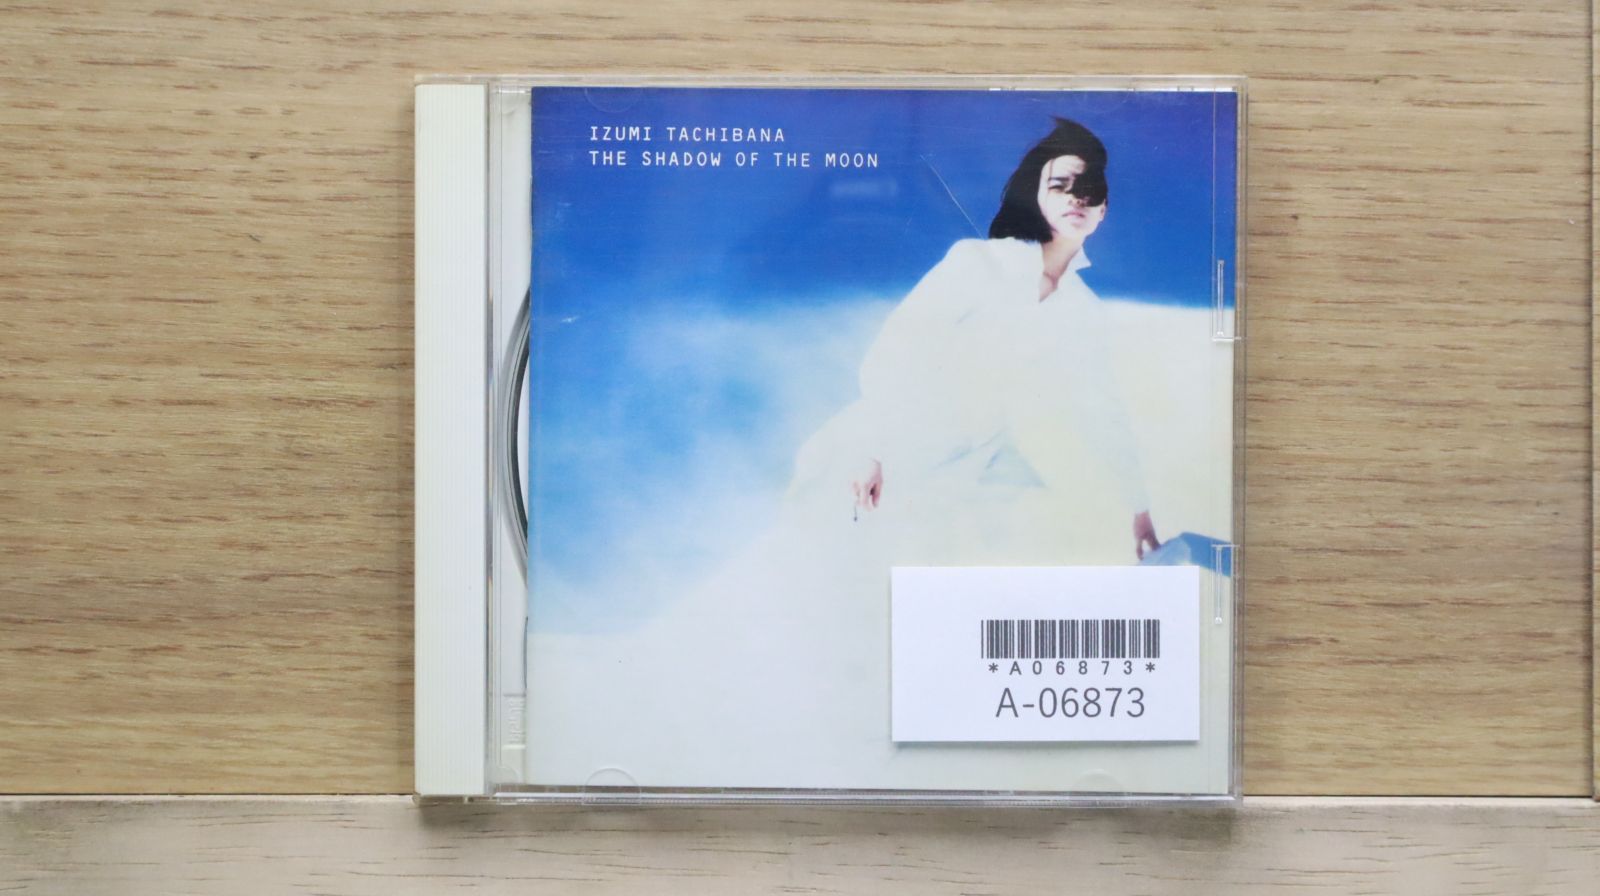 IZUMI TACHIBANA
THE SHADOW OF THE MOON
*A06873*
A-06873